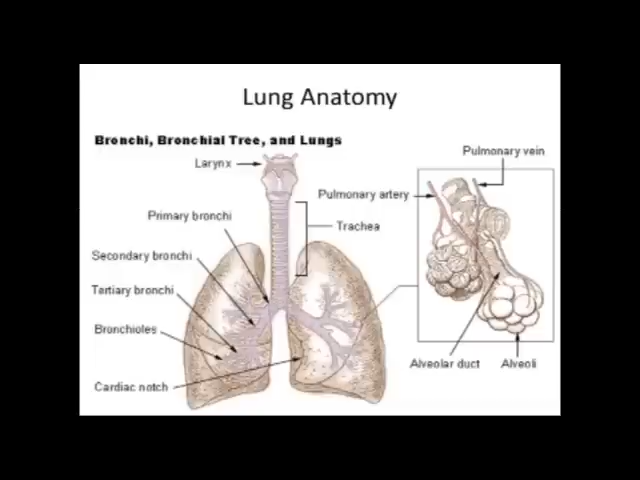 Lung Anatomy
Bronchi, Bronchial Tree, and Lungs
Larynx
Primary bronchi
Secondary bronchi
Tertiary bronchi
Bronchioles
Cardiac notch
Trachea
Pulmonary vein
Pulmonary artery
Alveolar duct
Alveoli